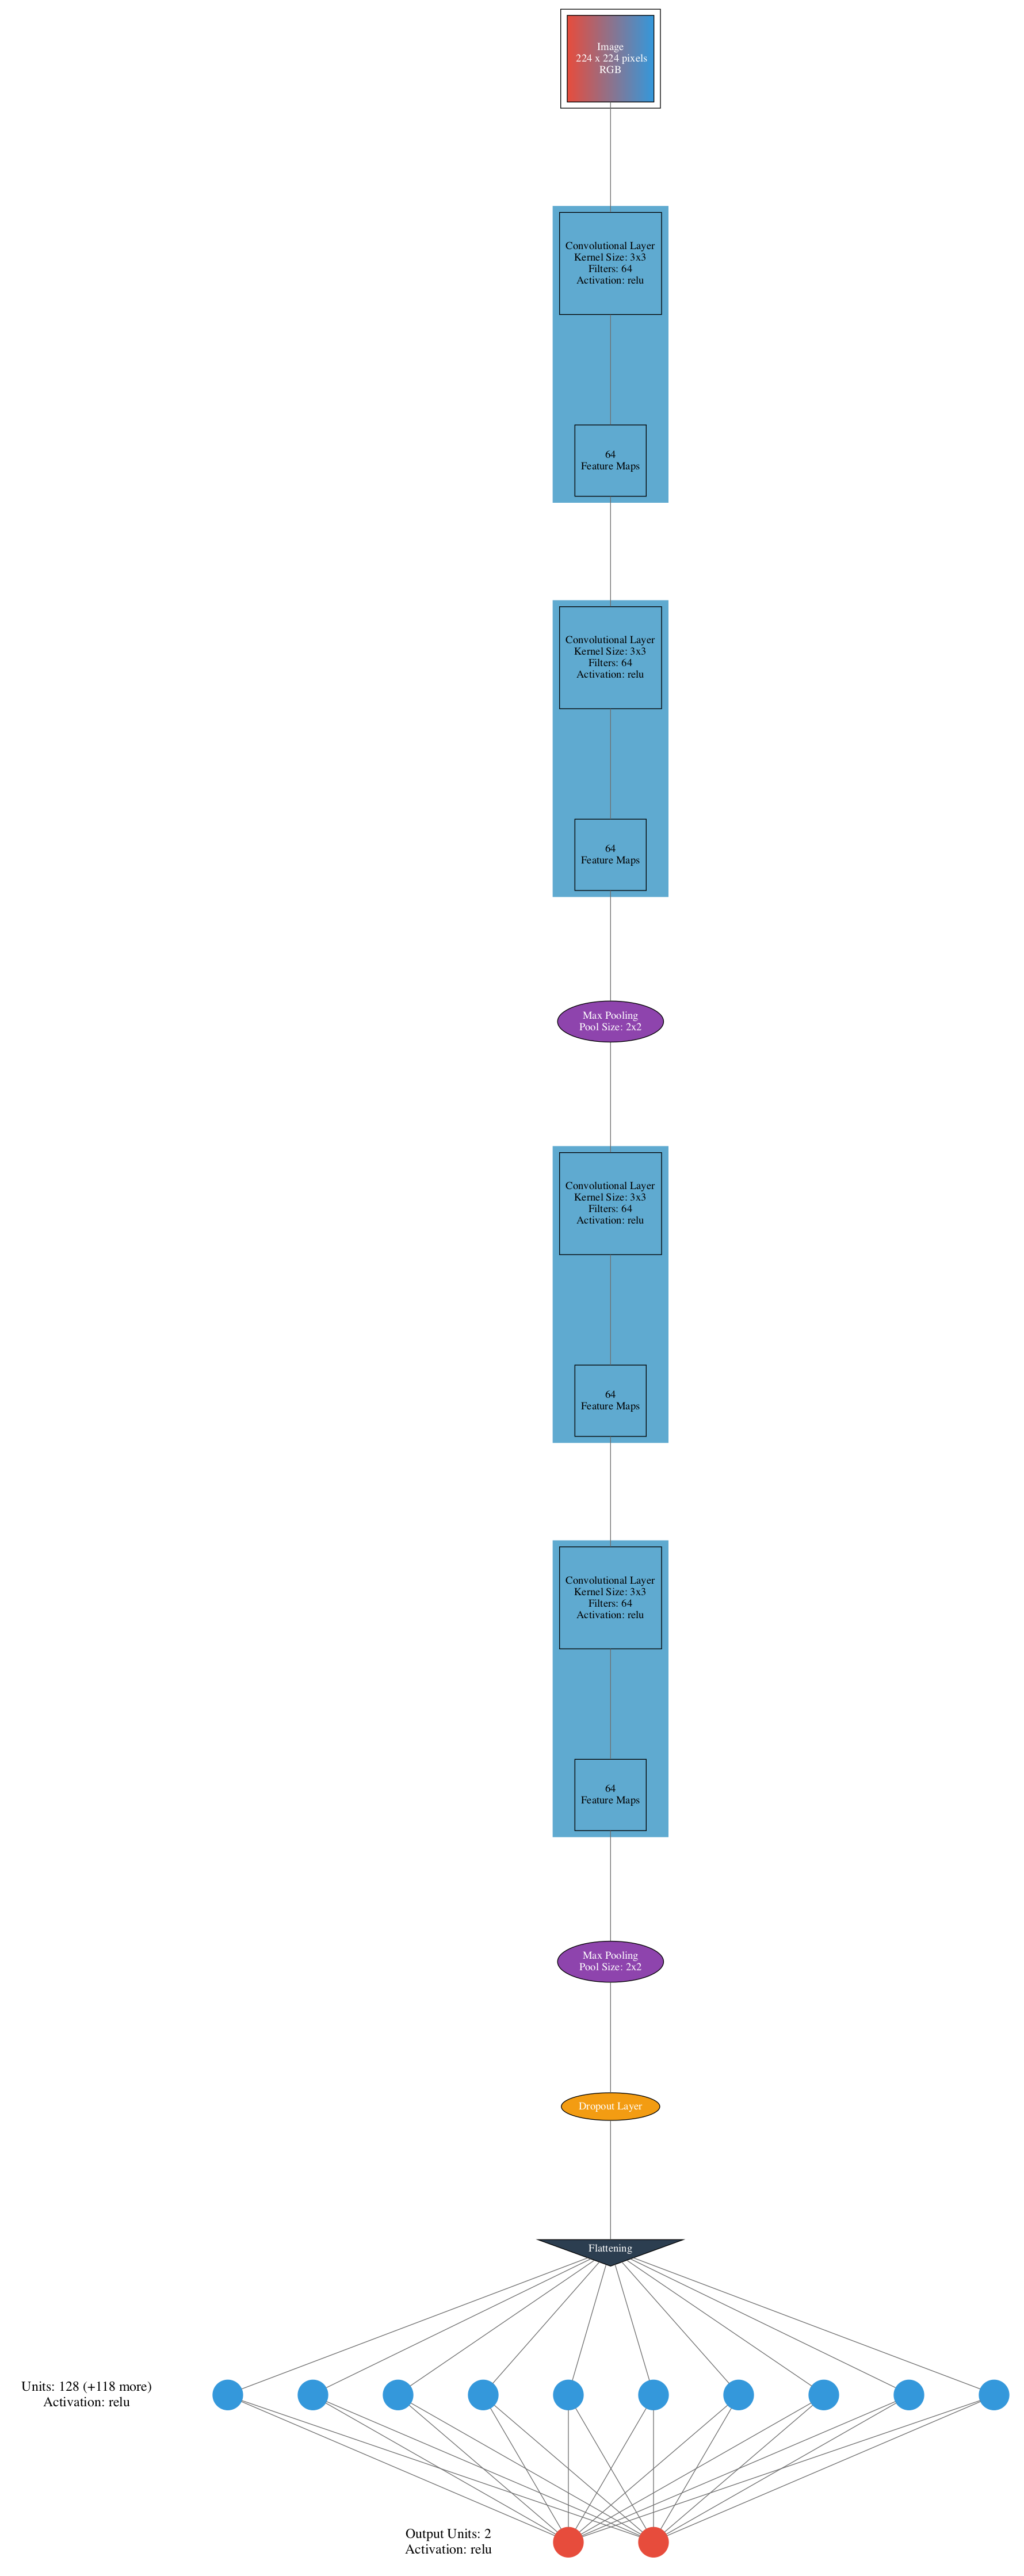 Image
224 x 224 pixels
RGB
Convolutional Layer
Kernel Size: 3x3
Filters: 64
Activation: relu
64
Feature Maps
Convolutional Layer
Kernel Size: 3x3
Filters: 64
Activation: relu
64
Feature Maps
Max Pooling
Pool Size: 2x2
Convolutional Layer
Kernel Size: 3x3
Filters: 64
Activation: relu
64
Feature Maps
Convolutional Layer
Kernel Size: 3x3
Filters: 64
Activation: relu
64
Feature Maps
Max Pooling
Pool Size: 2x2
Dropout Layer
Flattening
Units: 128 (+118 more)
Activation: relu
Output Units: 2
Activation: relu